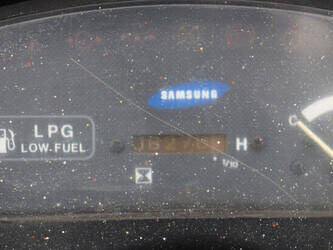 SAMSUNG
C
LPG
LOW-FUEL
H
1/10